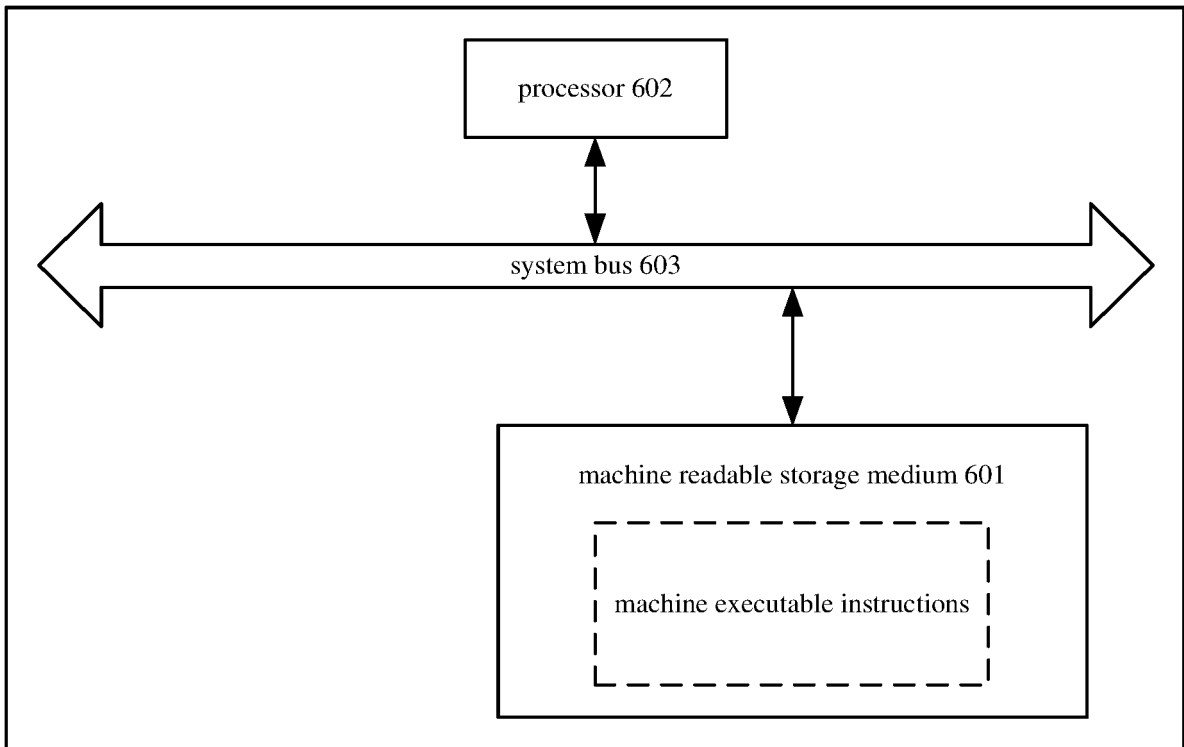 processor 602
system bus 603
machine readable storage medium 601
machine executable instructions